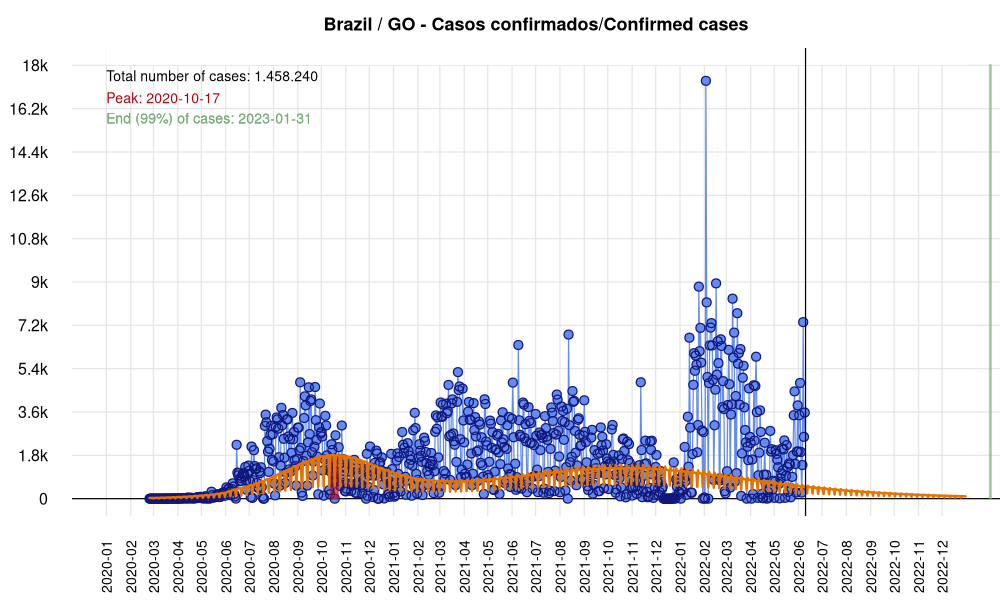 Brazil / GO - Casos confirmados/Confirmed cases
18k
Total number of cases: 1.458.240
Peak: 2020-10-17
16.2k
End (99%) of cases: 2023-01-31
14.4k
12.6k
10.8k
9k
7.2k
5.4k
3.6k
1.8k
0
2020-01
2020-02
2020-03
2020-04
2020-05
2020-06
2020-07
2020-08
2020-09
2020-10
2020-11
2020-12
2021-01
2021-02
2021-03
2021-04
2021-05
2021-06
2021-07
2021-08
2021-09
2021-10
2021-11
2021-12
2022-01
2022-02
2022-03
2022-04
2022-05
2022-06
2022-07
2022-08
2022-09
2022-10
2022-11
2022-12